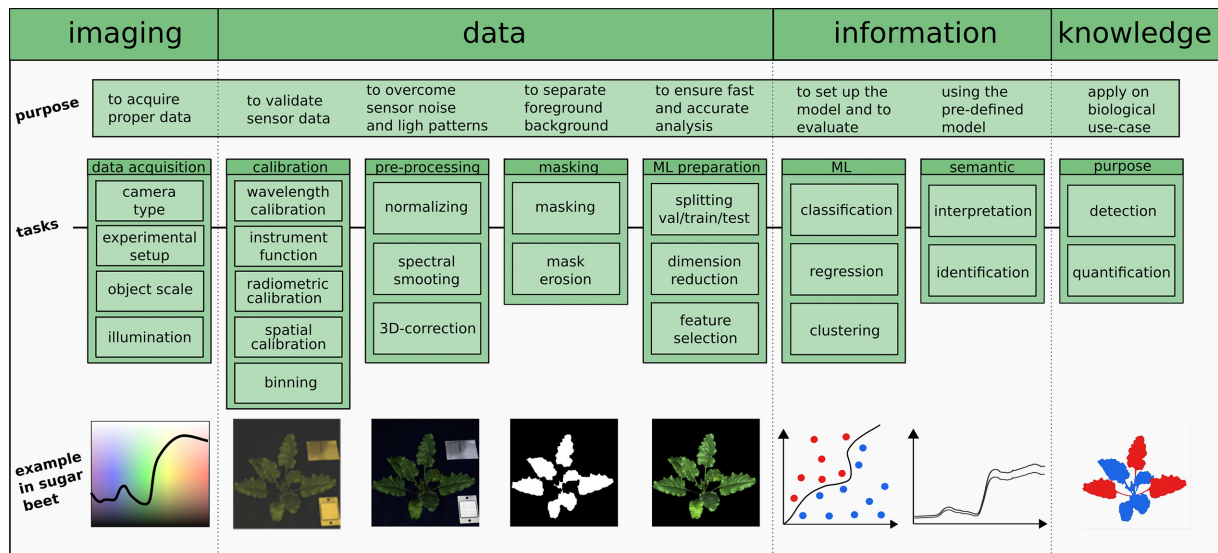 imaging
data
information
knowledge
purpose
to acquire
proper data
to validate
sensor data
to overcome
sensor noise
and ligh patterns
to separate
foreground
background
to ensure fast
and accurate
analysis
to set up the
model and to
evaluate
using the
pre-defined
model
apply on
biological
use-case
tasks
data acquisition
camera
type
experimental
setup
object scale
illumination
calibration
wavelength
calibration
instrument
function
radiometric
calibration
spatial
calibration
binning
pre-processing
normalizing
spectral
smooting
3D-correction
masking
masking
mask
erosion
ML preparation
splitting
val/train/test
dimension
reduction
feature
selection
ML
classification
regression
clustering
semantic
interpretation
identification
purpose
detection
quantification
example
in sugar
beet